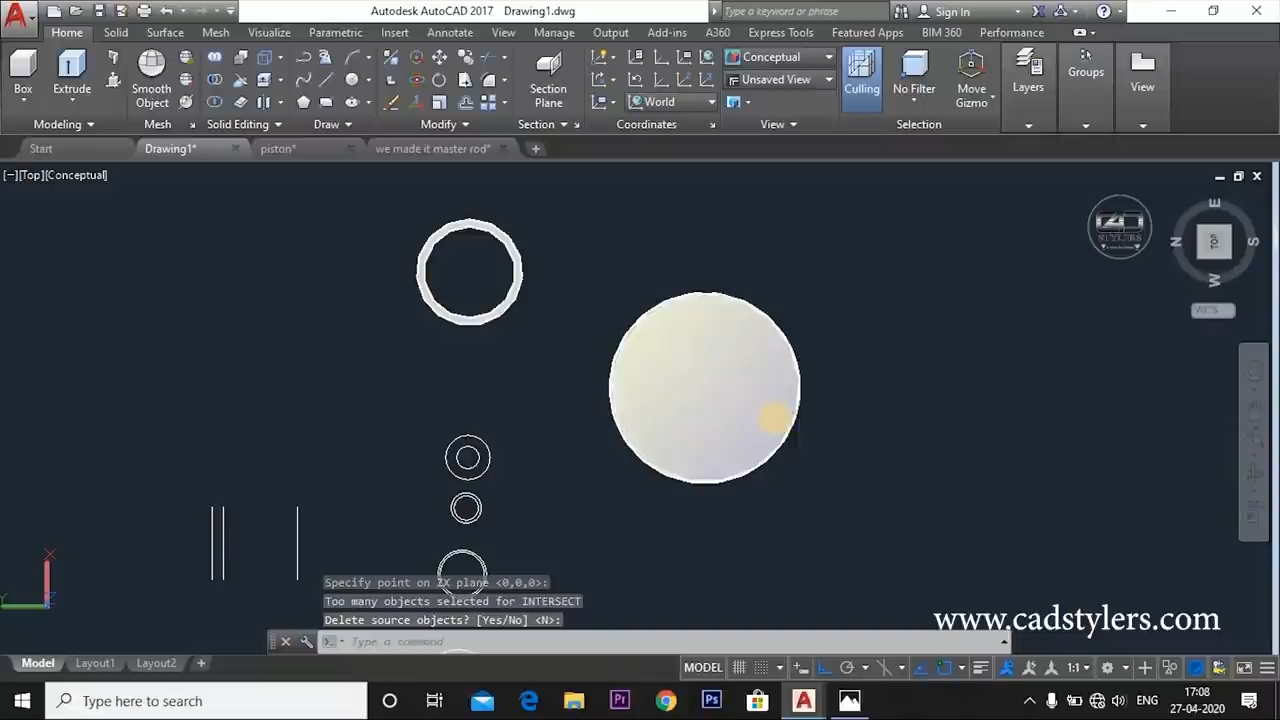 Autodesk AutoCAD 2017 Drawing1.dwg
Type a keyword or phrase
Sign In
Home Solid Surface Mesh Visualize Parametric Insert Annotate View Manage Output Add-ins A360 Express Tools Featured Apps BIM 360 Performance
Box
Extrude
Smooth
Object
Section
Plane
Conceptual
Unsaved View
World
Culling
No Filter
Move
Gizmo
Layers
Groups
View
Modeling
Mesh
Solid Editing
Draw
Modify
Section
Coordinates
View
Selection
Start
Drawing1*
piston*
we made it master rod*
[−][Top][Conceptual]
STYLERS
E
N
TOP
S
W
WCS
X
Y
Z
Specify point on ZX plane <0,0,0>:
Too many objects selected for INTERSECT
Delete source objects? [Yes/No] <N>:
Type a command
www.cadstylers.com
Model
Layout1
Layout2
MODEL
1:1
Type here to search
Pr
Ps
A
ENG
17:08
27-04-2020